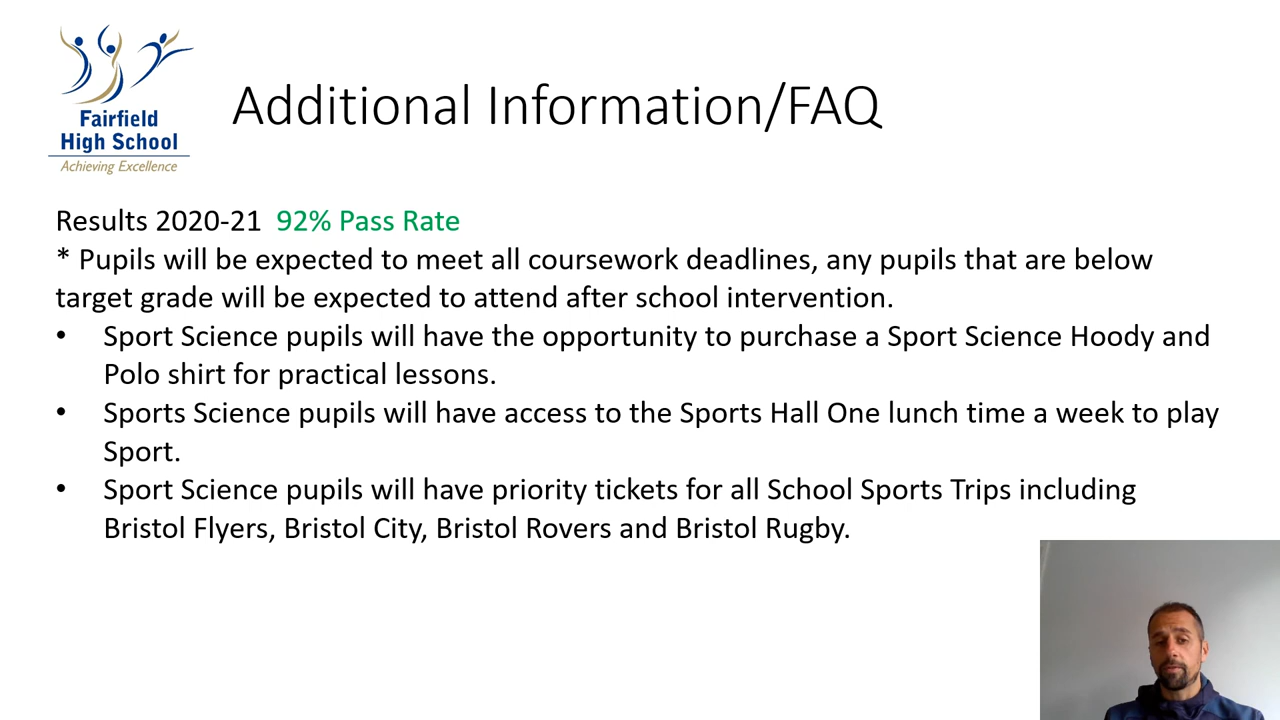 Fairfield
High School
Achieving Excellence
Additional Information/FAQ
Results 2020-21 92% Pass Rate
* Pupils will be expected to meet all coursework deadlines, any pupils that are below
target grade will be expected to attend after school intervention.
• Sport Science pupils will have the opportunity to purchase a Sport Science Hoody and
Polo shirt for practical lessons.
• Sports Science pupils will have access to the Sports Hall One lunch time a week to play
Sport.
• Sport Science pupils will have priority tickets for all School Sports Trips including
Bristol Flyers, Bristol City, Bristol Rovers and Bristol Rugby.